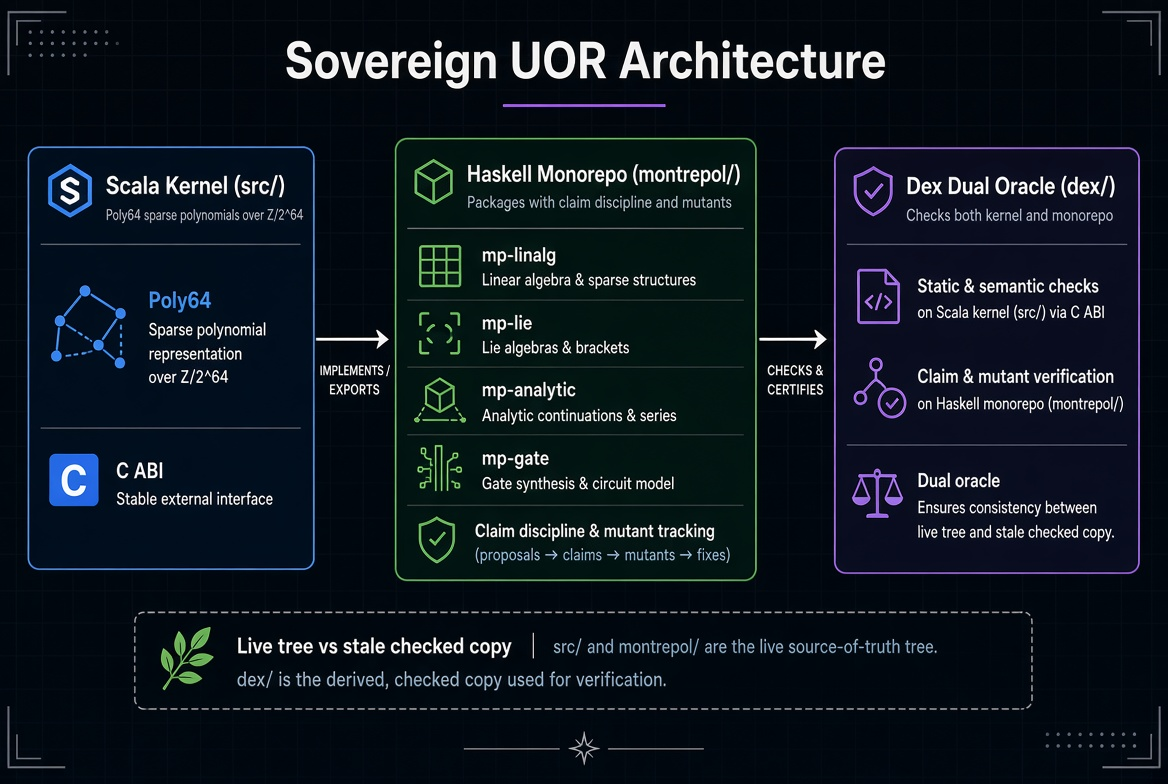 Sovereign UOR Architecture
S
Scala Kernel (src/)
Poly64 sparse polynomials over Z/2^64
Poly64
Sparse polynomial
representation
over Z/2^64
C
C ABI
Stable external interface
IMPLEMENTS /
EXPORTS
Haskell Monorepo (montrepol/)
Packages with claim discipline and mutants
mp-linalg
Linear algebra & sparse structures
mp-lie
Lie algebras & brackets
mp-analytic
Analytic continuations & series
mp-gate
Gate synthesis & circuit model
Claim discipline & mutant tracking
(proposals → claims → mutants → fixes)
CHECKS &
CERTIFIES
Dex Dual Oracle (dex/)
Checks both kernel and monorepo
</>
Static & semantic checks
on Scala kernel (src/) via C ABI
Claim & mutant verification
on Haskell monorepo (montrepol/)
Dual oracle
Ensures consistency between
live tree and stale checked copy.
Live tree vs stale checked copy | src/ and montrepol/ are the live source-of-truth tree.
dex/ is the derived, checked copy used for verification.